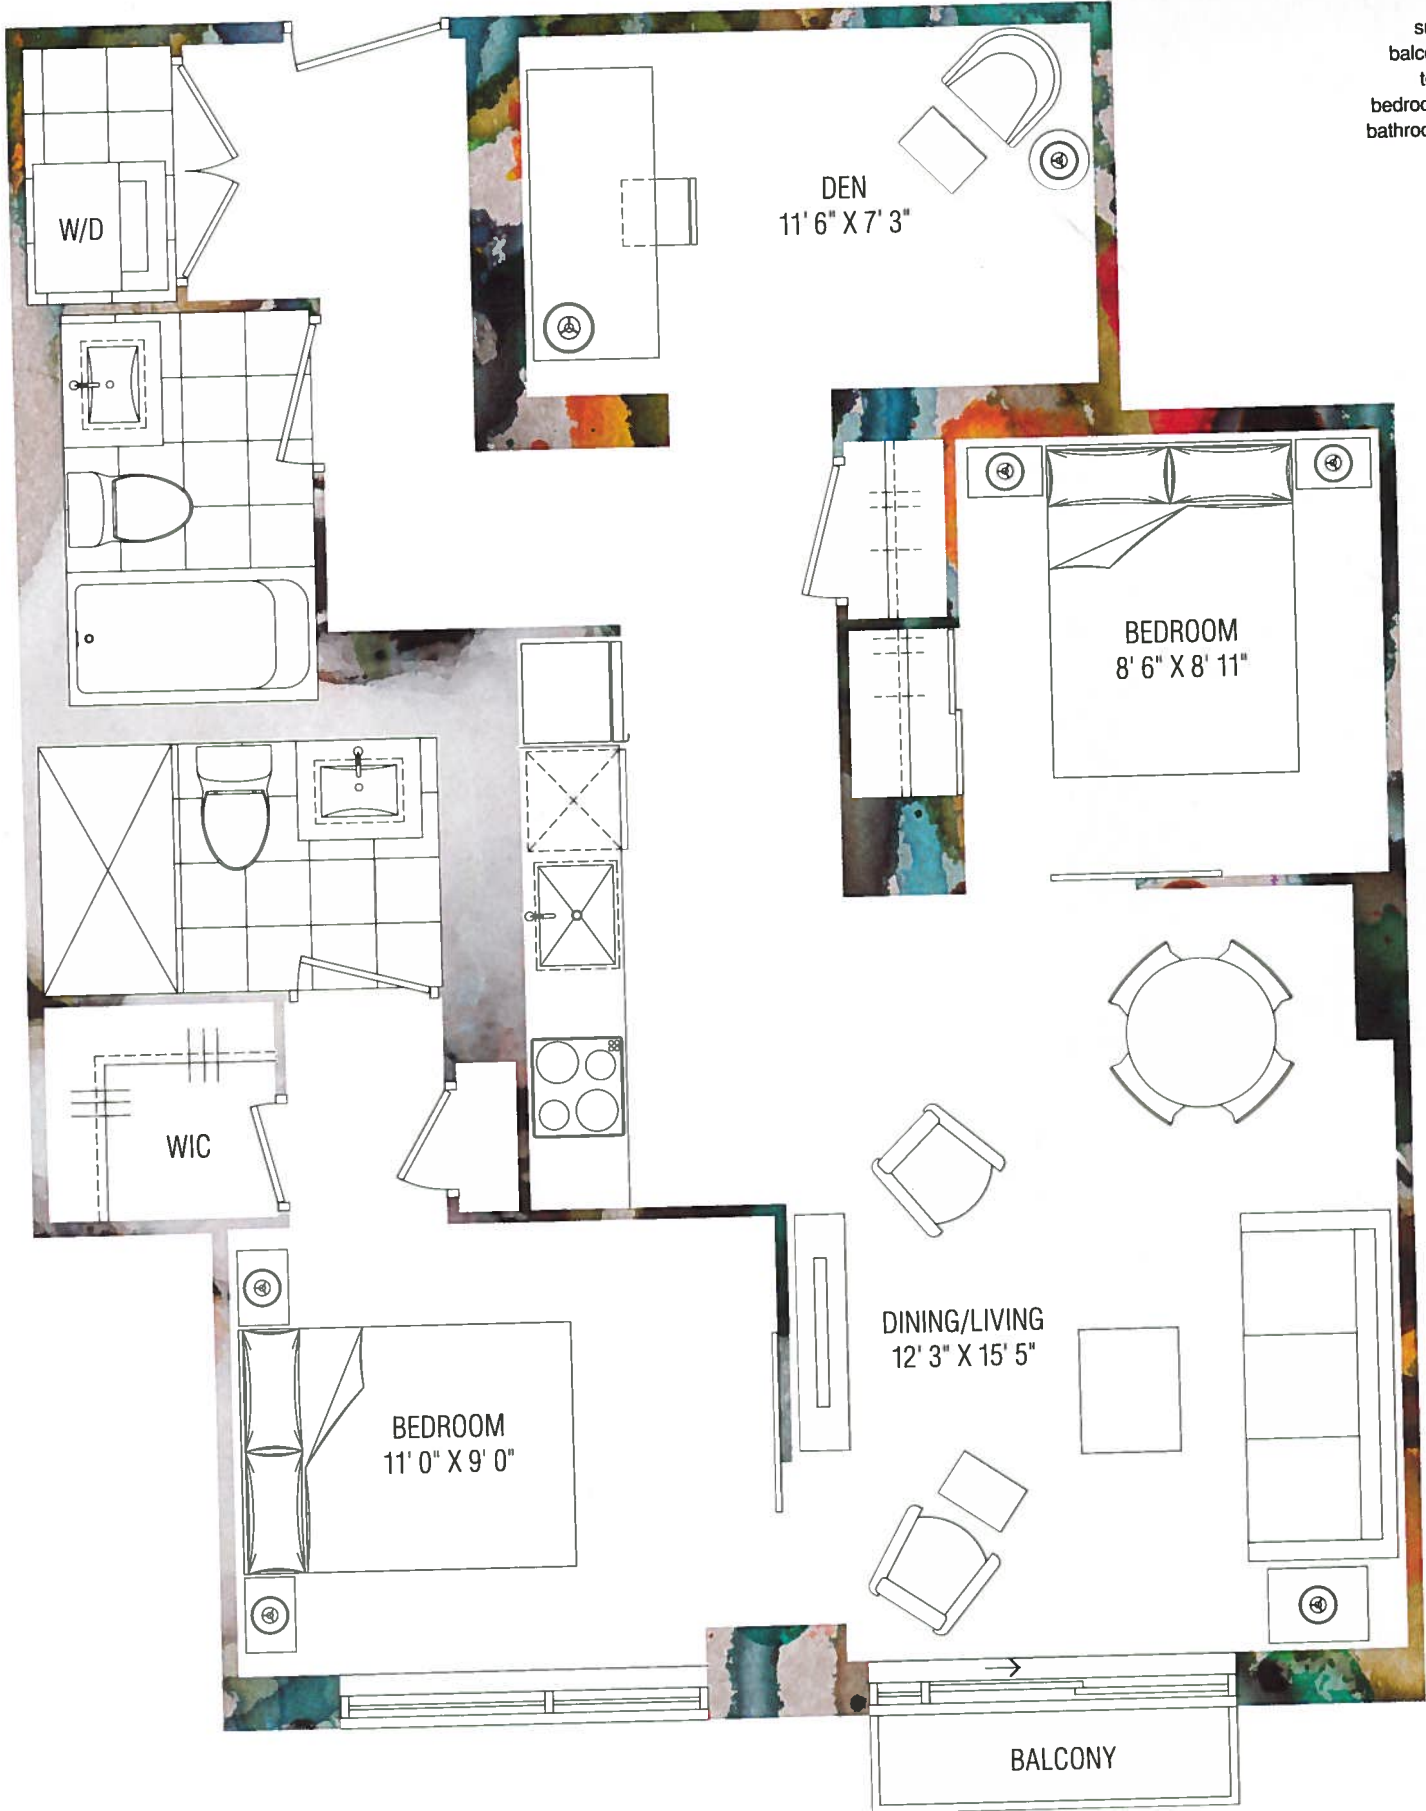 W/D
DEN
11' 6" X 7' 3"
BEDROOM
8' 6" X 8' 11"
WIC
DINING/LIVING
12' 3" X 15' 5"
BEDROOM
11' 0" X 9' 0"
BALCONY